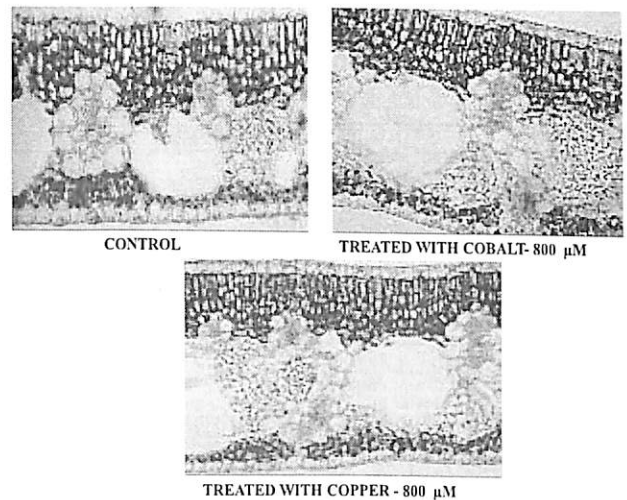 CONTROL
TREATED WITH COBALT- 800 µM
TREATED WITH COPPER - 800 µM